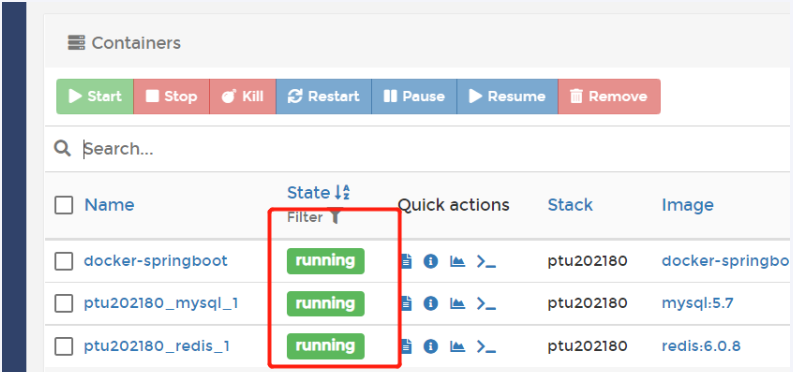 Containers
Start Stop Kill Restart Pause Resume Remove
Search...
Name State Quick actions Stack Image
Filter
docker-springboot running ptu202180 docker-springbo
ptu202180_mysql_1 running ptu202180 mysql:5.7
ptu202180_redis_1 running ptu202180 redis:6.0.8